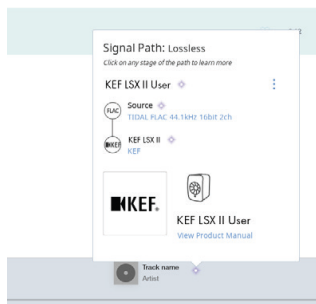 Signal Path: Lossless
Click on any stage of the path to learn more
KEF LSX II User
FLAC
Source
TIDAL FLAC 44.1kHz 16bit 2ch
KEF
KEF LSX II
KEF
KEF.
KEF LSX II User
View Product Manual
Track name
Artist